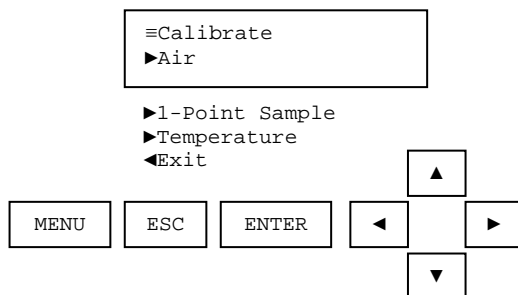 ≡Calibrate
►Air
►1-Point Sample
►Temperature
◄Exit
▲
MENU ESC ENTER ◄ ►
▼